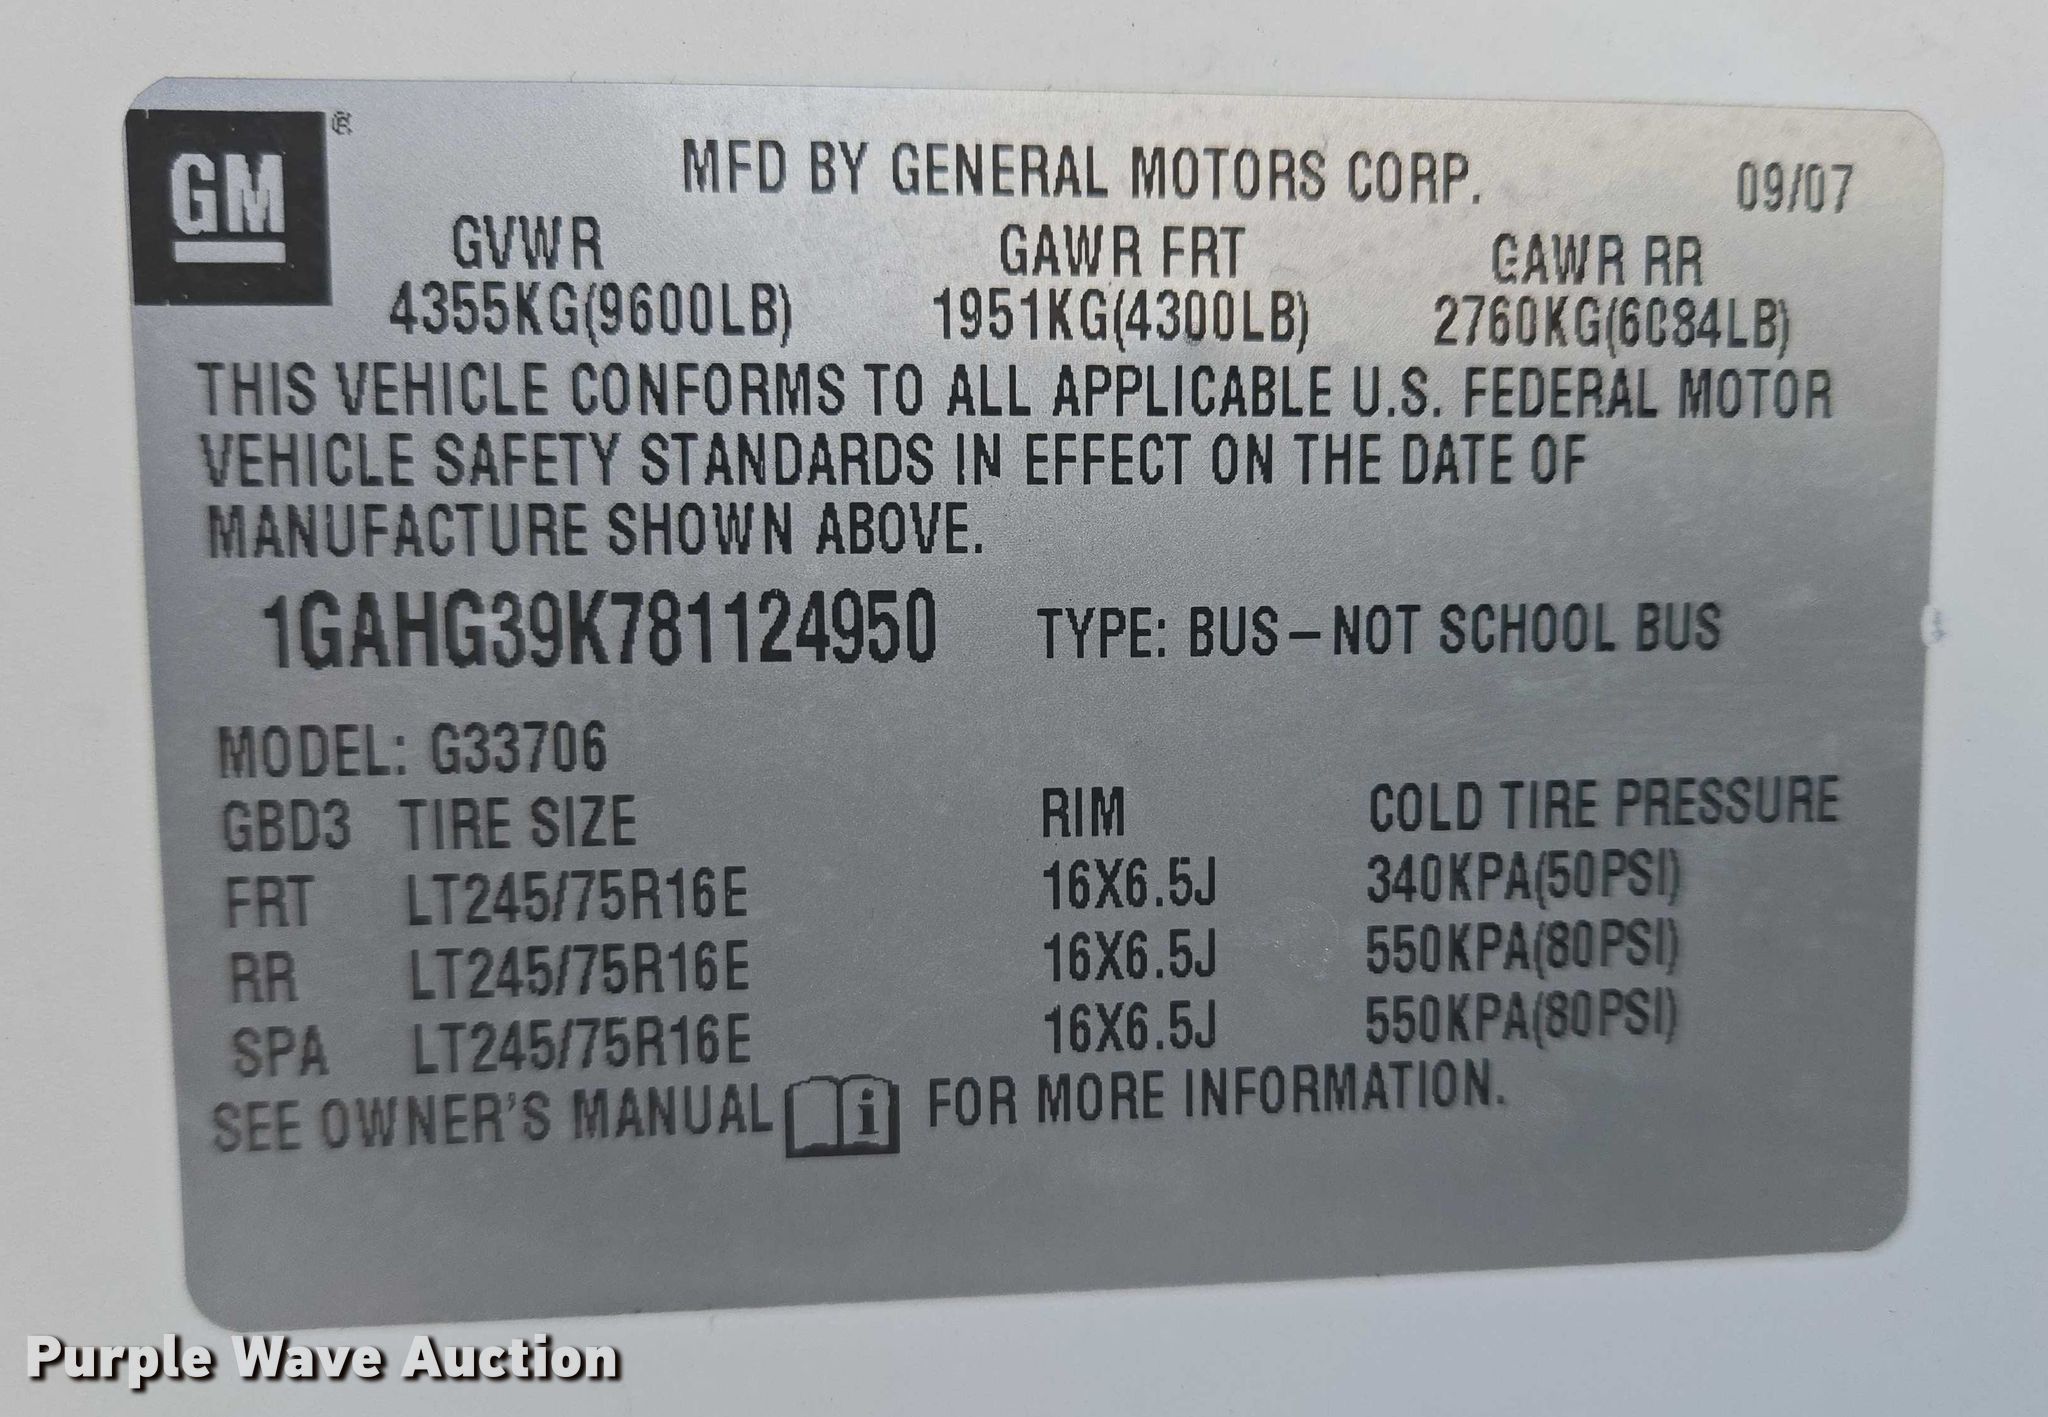 GM®
MFD BY GENERAL MOTORS CORP. 09/07
GVWR GAWR FRT GAWR RR
4355KG(9600LB) 1951KG(4300LB) 2760KG(6084LB)
THIS VEHICLE CONFORMS TO ALL APPLICABLE U.S. FEDERAL MOTOR
VEHICLE SAFETY STANDARDS IN EFFECT ON THE DATE OF
MANUFACTURE SHOWN ABOVE.
1GAHG39K781124950 TYPE: BUS – NOT SCHOOL BUS
MODEL: G33706
GBD3 TIRE SIZE RIM COLD TIRE PRESSURE
FRT LT245/75R16E 16X6.5J 340KPA(50PSI)
RR LT245/75R16E 16X6.5J 550KPA(80PSI)
SPA LT245/75R16E 16X6.5J 550KPA(80PSI)
SEE OWNER'S MANUAL i FOR MORE INFORMATION.
Purple Wave Auction